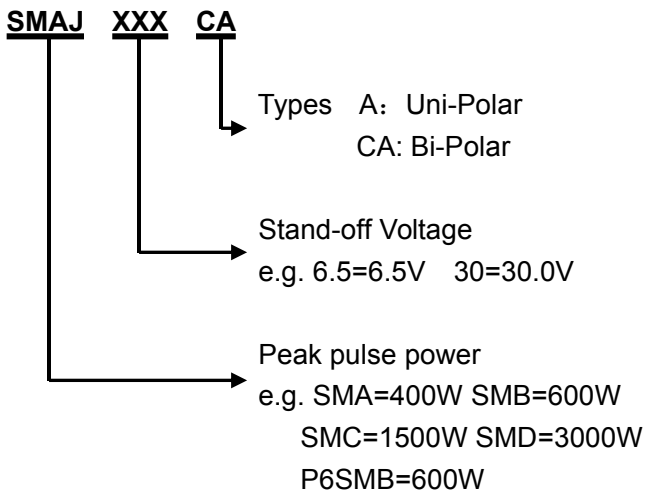 SMAJ XXX CA
Types A： Uni-Polar
CA: Bi-Polar
Stand-off Voltage
e.g. 6.5=6.5V 30=30.0V
Peak pulse power
e.g. SMA=400W SMB=600W
SMC=1500W SMD=3000W
P6SMB=600W